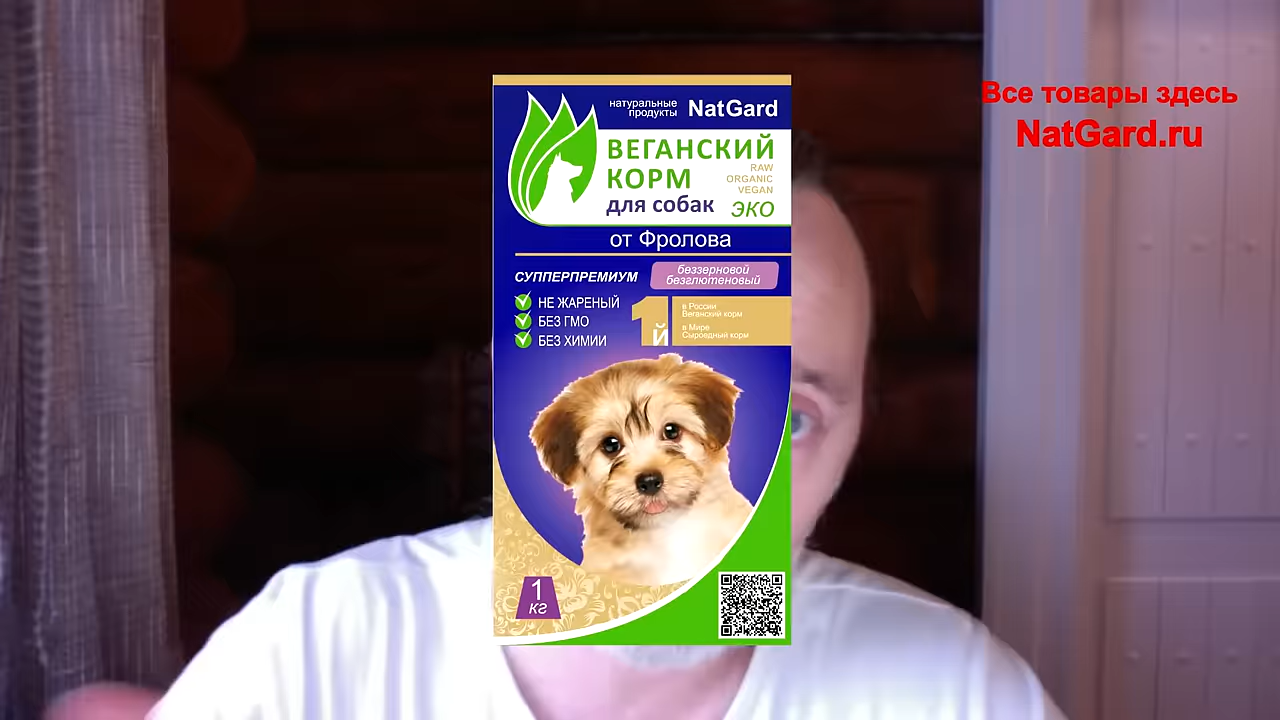 Все товары здесь
NatGard.ru
натуральные
продукты
NatGard
ВЕГАНСКИЙ
КОРМ
для собак
RAW
ORGANIC
VEGAN
ЭКО
от Фролова
СУППЕРПРЕМИУМ
беззерновой
безглютеновый
НЕ ЖАРЕНЫЙ
БЕЗ ГМО
БЕЗ ХИМИИ
1й
в России
Веганский корм
в Мире
Сыроедный корм
1
кг